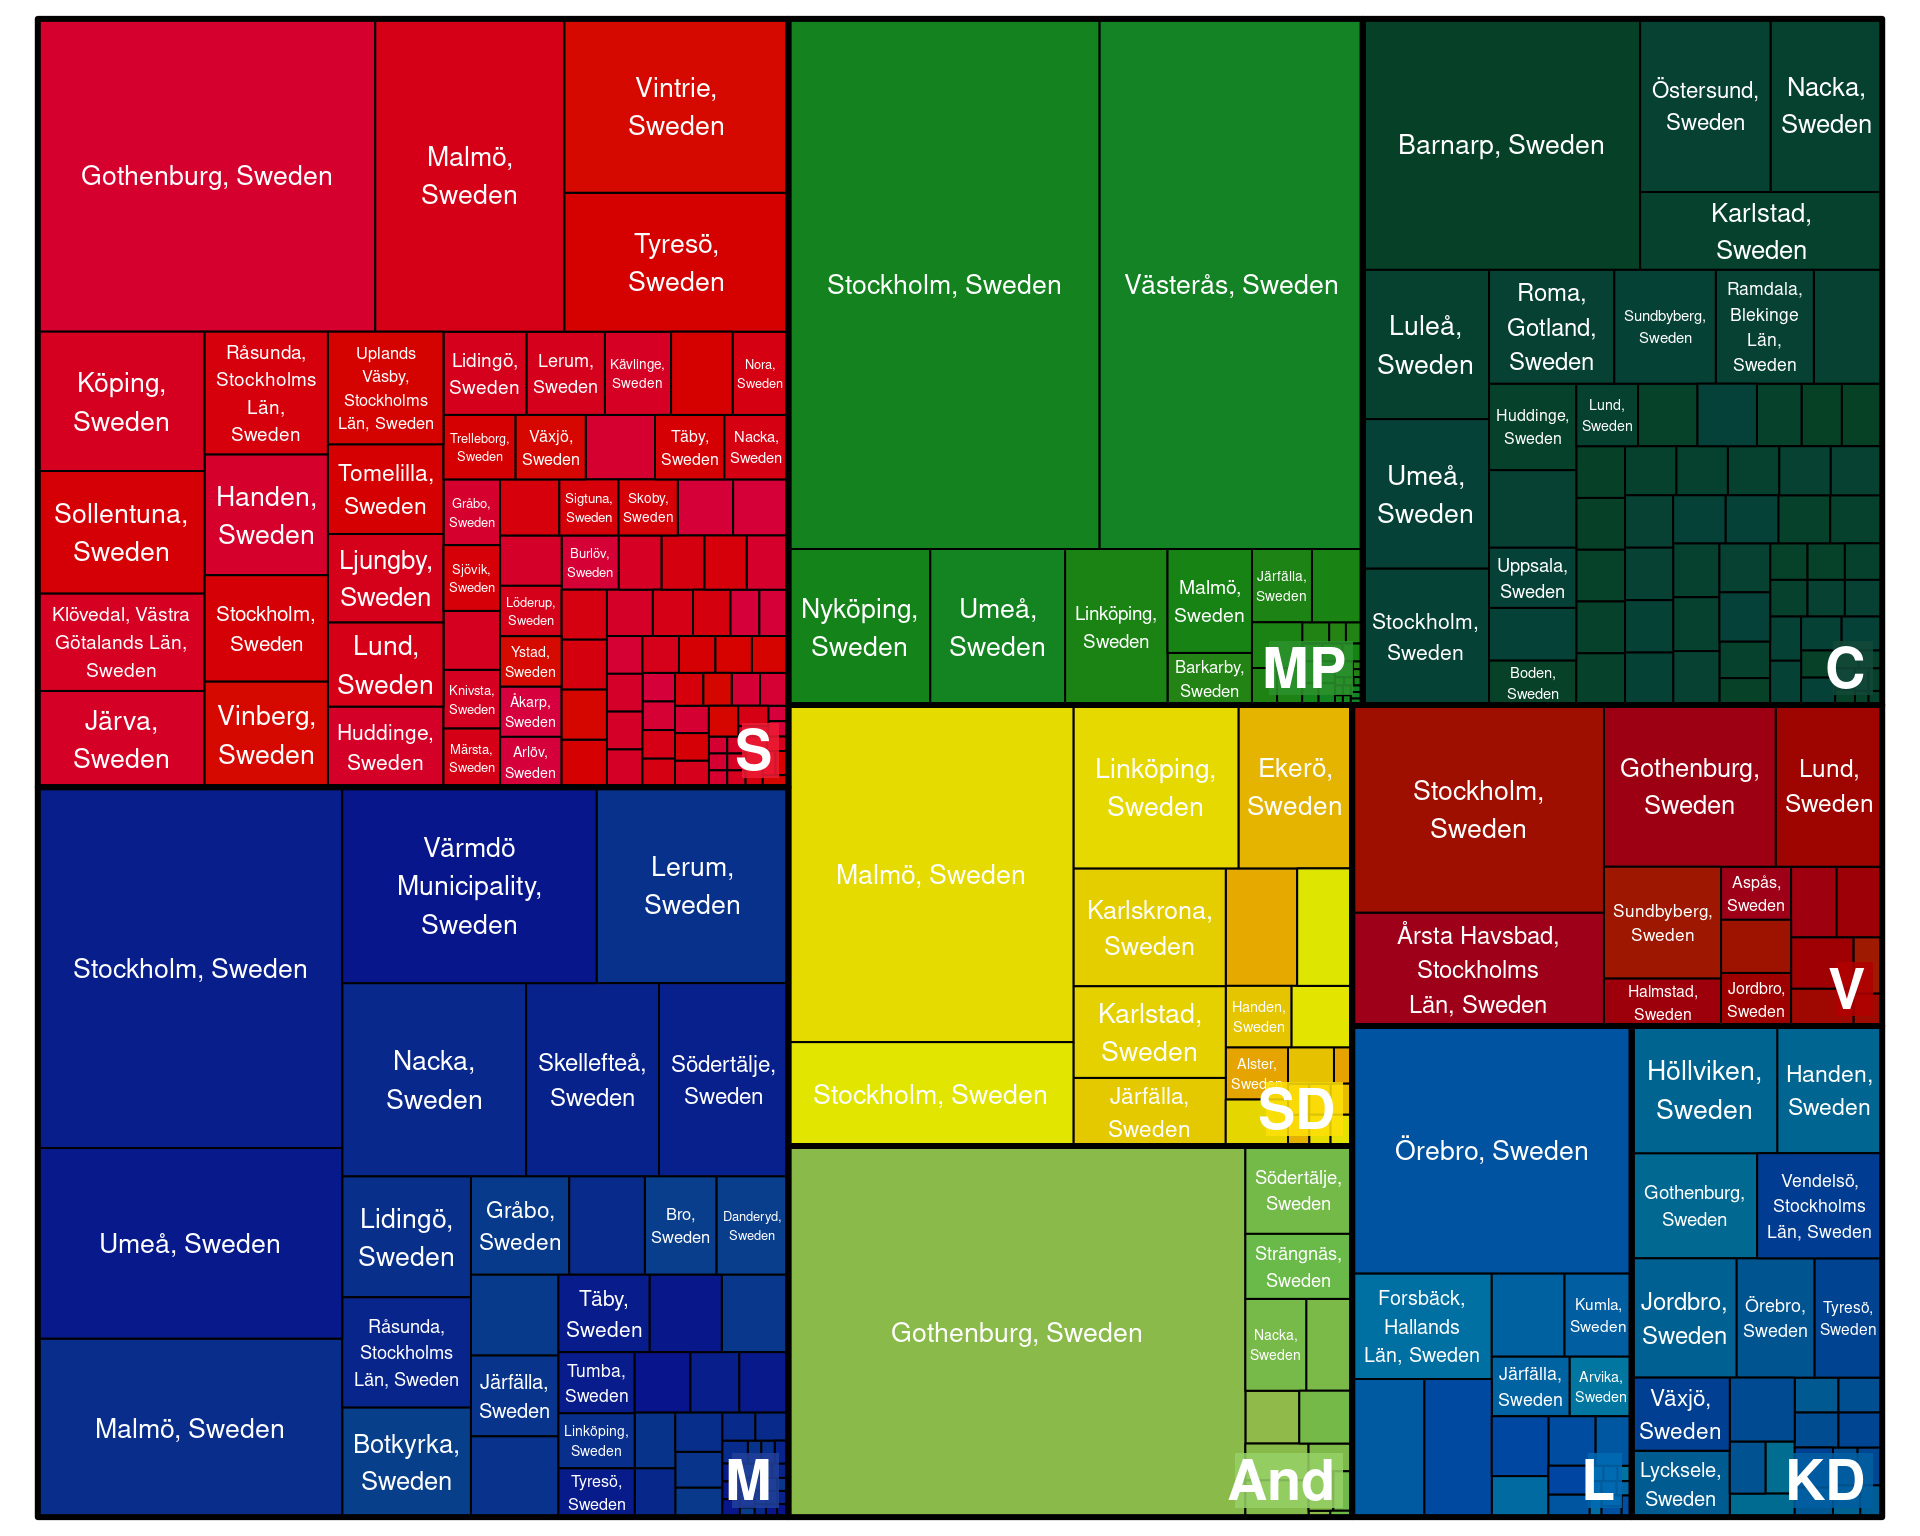 Gothenburg, Sweden
Malmö,
Sweden
Vintrie,
Sweden
Tyresö,
Sweden
Köping,
Sweden
Sollentuna,
Sweden
Klövedal, Västra
Götalands Län,
Sweden
Järva,
Sweden
Råsunda,
Stockholms
Län,
Sweden
Handen,
Sweden
Stockholm,
Sweden
Vinberg,
Sweden
Uplands
Väsby,
Stockholms
Län, Sweden
Tomelilla,
Sweden
Ljungby,
Sweden
Lund,
Sweden
Huddinge,
Sweden
Lidingö,
Sweden
Lerum,
Sweden
Kävlinge,
Sweden
Nora,
Sweden
Trelleborg,
Sweden
Växjö,
Sweden
Täby,
Sweden
Nacka,
Sweden
Gråbo,
Sweden
Sigtuna,
Sweden
Skoby,
Sweden
Sjövik,
Sweden
Burlöv,
Sweden
Löderup,
Sweden
Ystad,
Sweden
Knivsta,
Sweden
Åkarp,
Sweden
Märsta,
Sweden
Arlöv,
Sweden
S
Stockholm, Sweden
Västerås, Sweden
Nyköping,
Sweden
Umeå,
Sweden
Linköping,
Sweden
Malmö,
Sweden
Barkarby,
Sweden
Järfälla,
Sweden
MP
Barnarp, Sweden
Östersund,
Sweden
Nacka,
Sweden
Karlstad,
Sweden
Luleå,
Sweden
Umeå,
Sweden
Stockholm,
Sweden
Roma,
Gotland,
Sweden
Sundbyberg,
Sweden
Ramdala,
Blekinge
Län,
Sweden
Huddinge,
Sweden
Lund,
Sweden
Uppsala,
Sweden
Boden,
Sweden
C
Stockholm, Sweden
Umeå, Sweden
Malmö, Sweden
Värmdö
Municipality,
Sweden
Lerum,
Sweden
Nacka,
Sweden
Skellefteå,
Sweden
Södertälje,
Sweden
Lidingö,
Sweden
Råsunda,
Stockholms
Län, Sweden
Botkyrka,
Sweden
Gråbo,
Sweden
Bro,
Sweden
Danderyd,
Sweden
Järfälla,
Sweden
Täby,
Sweden
Tumba,
Sweden
Linköping,
Sweden
Tyresö,
Sweden
M
Malmö, Sweden
Stockholm, Sweden
Linköping,
Sweden
Ekerö,
Sweden
Karlskrona,
Sweden
Karlstad,
Sweden
Järfälla,
Sweden
Handen,
Sweden
Alster,
Sweden
SD
Gothenburg, Sweden
Södertälje,
Sweden
Strängnäs,
Sweden
Nacka,
Sweden
And
Stockholm,
Sweden
Årsta Havsbad,
Stockholms
Län, Sweden
Gothenburg,
Sweden
Lund,
Sweden
Sundbyberg,
Sweden
Halmstad,
Sweden
Aspås,
Sweden
Jordbro,
Sweden
V
Örebro, Sweden
Forsbäck,
Hallands
Län, Sweden
Kumla,
Sweden
Järfälla,
Sweden
Arvika,
Sweden
L
Höllviken,
Sweden
Handen,
Sweden
Gothenburg,
Sweden
Vendelsö,
Stockholms
Län, Sweden
Jordbro,
Sweden
Örebro,
Sweden
Tyresö,
Sweden
Växjö,
Sweden
Lycksele,
Sweden
KD